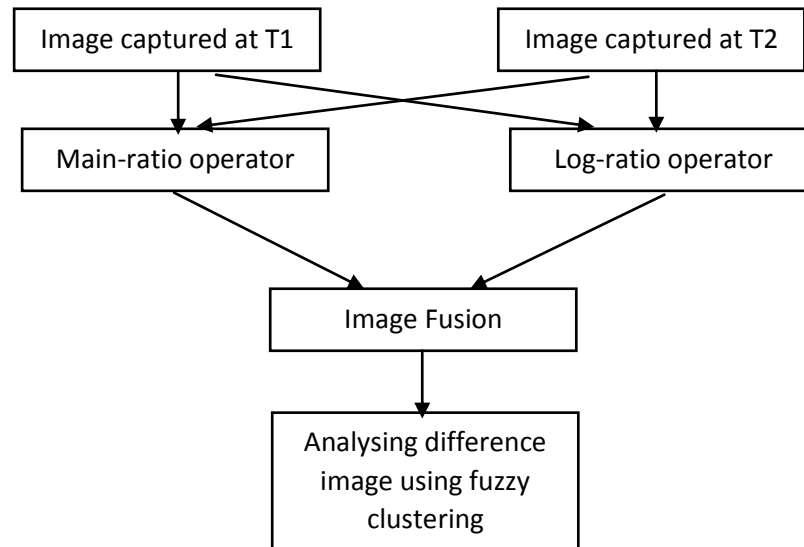 Image captured at T1
Image captured at T2
Main-ratio operator
Log-ratio operator
Image Fusion
Analysing difference
image using fuzzy
clustering